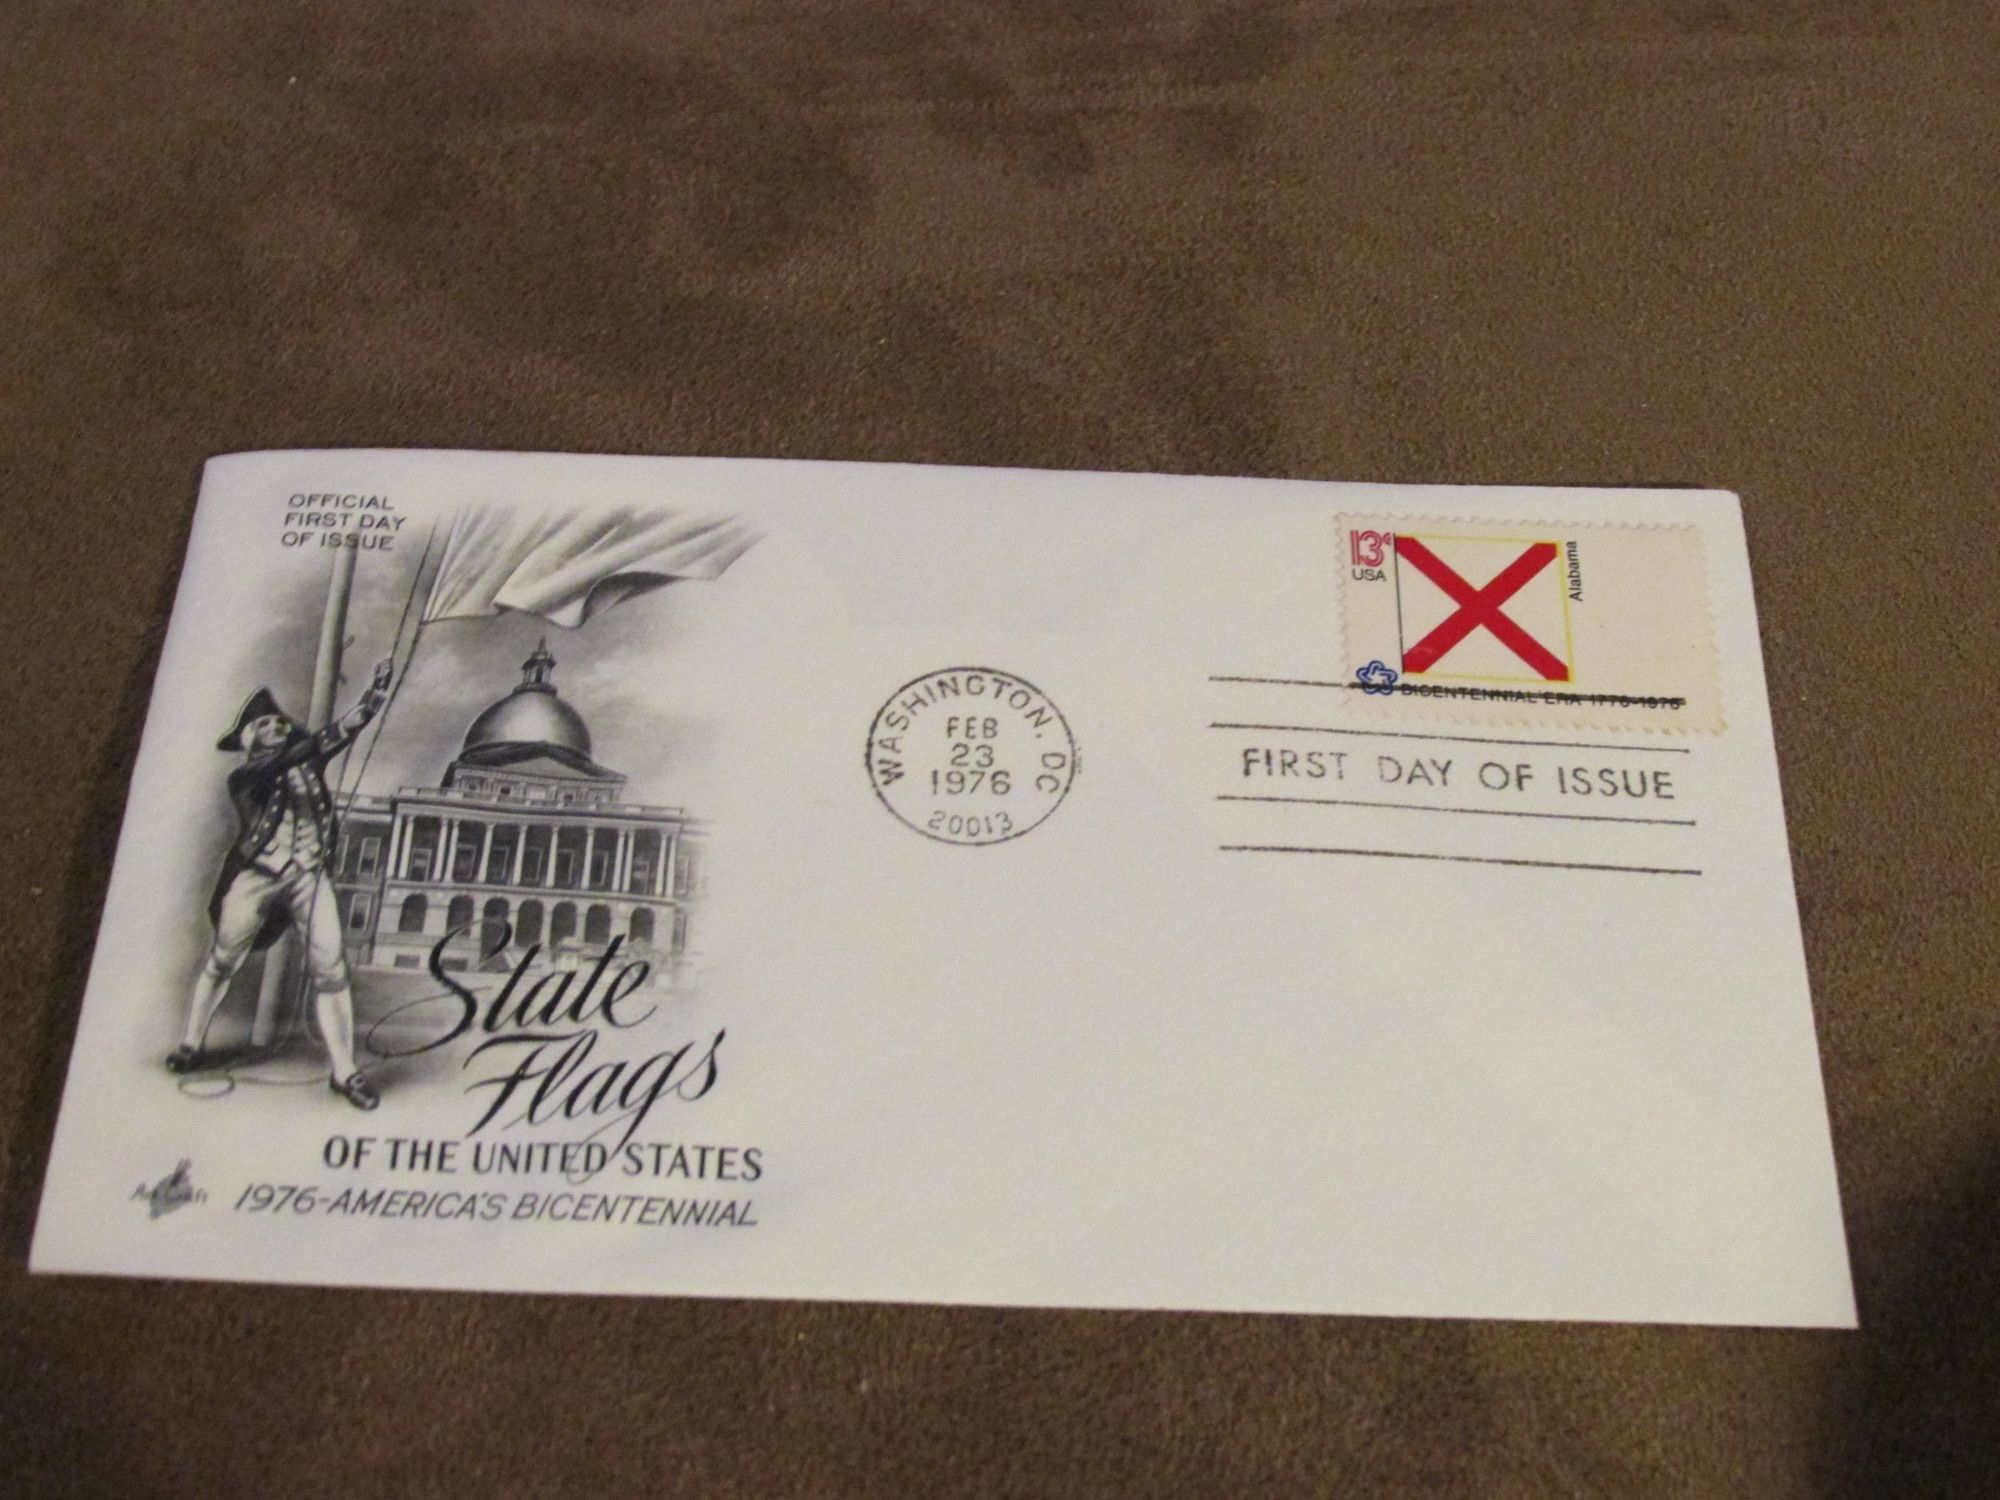 OFFICIAL
FIRST DAY
OF ISSUE
State
Flags
OF THE UNITED STATES
1976-AMERICA'S BICENTENNIAL
ArtCraft
WASHINGTON, DC
FEB
23
1976
20013
13¢
USA
Alabama
BICENTENNIAL ERA 1776-1976
FIRST DAY OF ISSUE